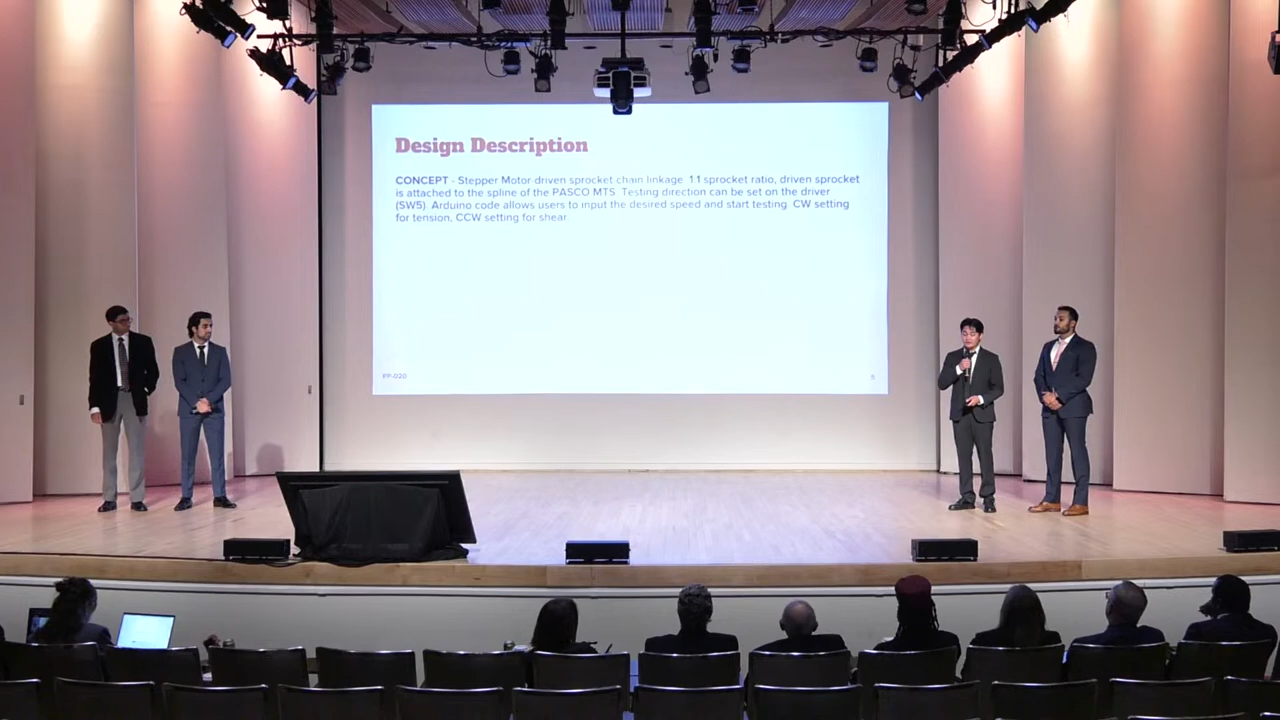 Design Description
CONCEPT - Stepper Motor-driven sprocket chain linkage. 1:1 sprocket ratio, driven sprocket
is attached to the spline of the PASCO MTS. Testing direction can be set on the driver
(SW5). Arduino code allows users to input the desired speed and start testing. CW setting
for tension, CCW setting for shear.
PP-020